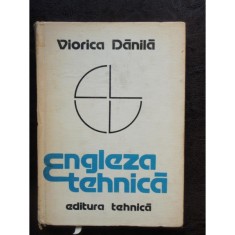 Viorica Dănilă
Engleza
tehnică
editura tehnică